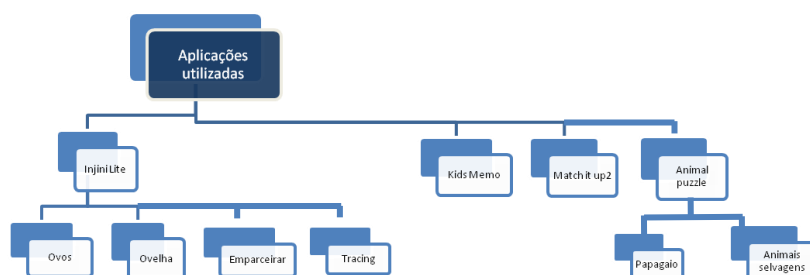 Aplicações
utilizadas
Injini Lite
Kids Memo
Match it up2
Animal
puzzle
Ovos
Ovelha
Emparceirar
Tracing
Papagaio
Animais
selvagens